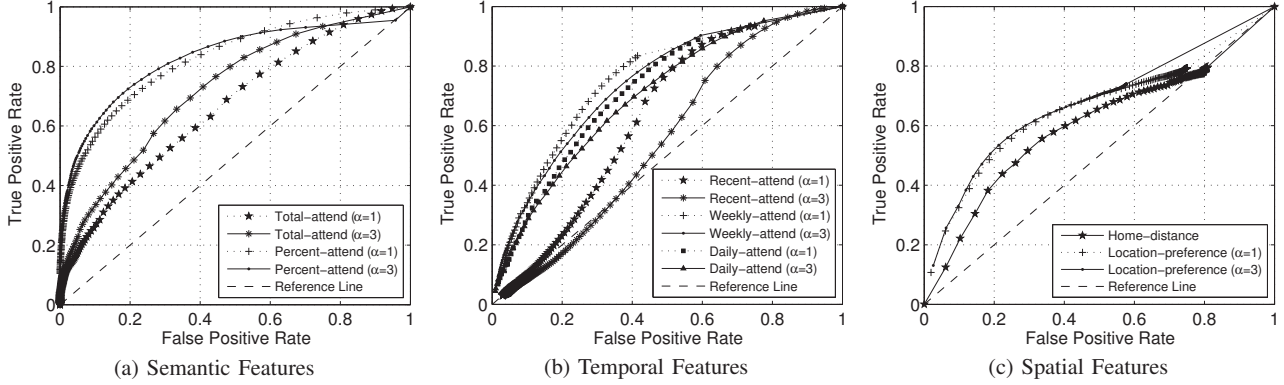 True Positive Rate
1
0.8
0.6
0.4
0.2
0
0 0.2 0.4 0.6 0.8 1
False Positive Rate
Total−attend (α=1)
Total−attend (α=3)
Percent−attend (α=1)
Percent−attend (α=3)
Reference Line
(a) Semantic Features
True Positive Rate
1
0.8
0.6
0.4
0.2
0
0 0.2 0.4 0.6 0.8 1
False Positive Rate
Recent−attend (α=1)
Recent−attend (α=3)
Weekly−attend (α=1)
Weekly−attend (α=3)
Daily−attend (α=1)
Daily−attend (α=3)
Reference Line
(b) Temporal Features
True Positive Rate
1
0.8
0.6
0.4
0.2
0
0 0.2 0.4 0.6 0.8 1
False Positive Rate
Home−distance
Location−preference (α=1)
Location−preference (α=3)
Reference Line
(c) Spatial Features